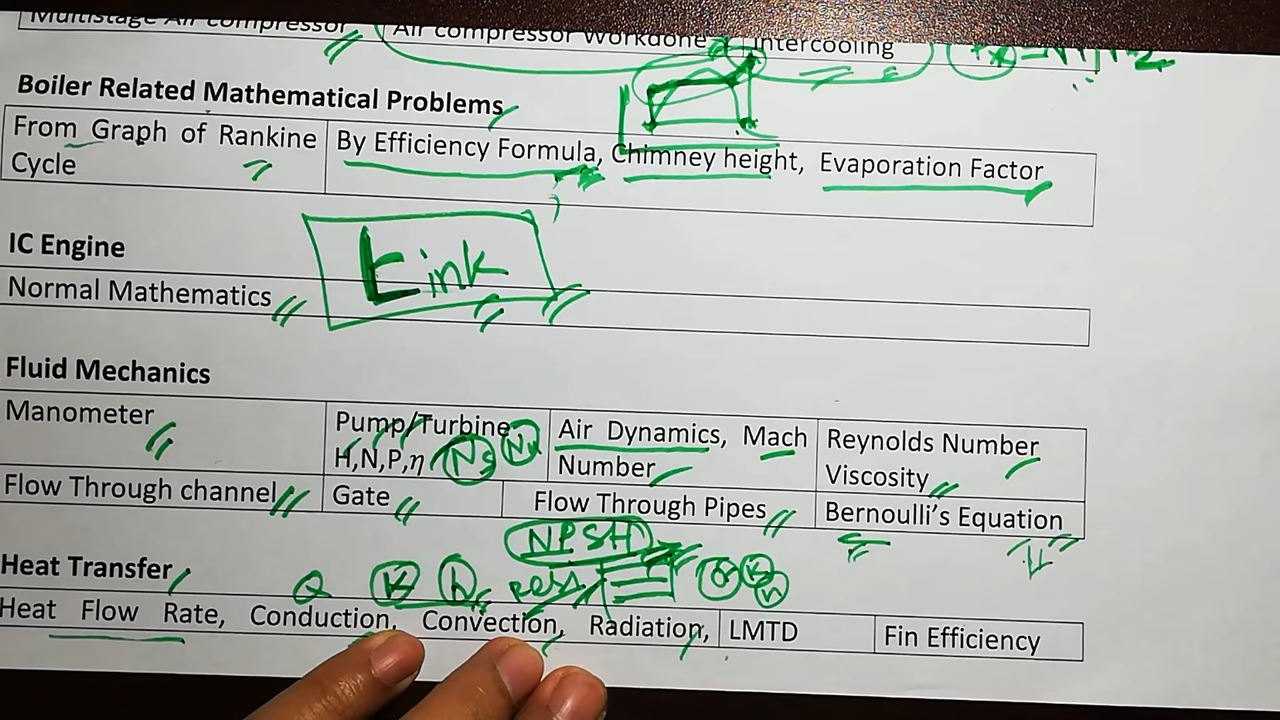 Multistage Air compressor Air compressor Workdone Intercooling
Boiler Related Mathematical Problems
From Graph of Rankine Cycle
By Efficiency Formula, Chimney height, Evaporation Factor
IC Engine
Link
Normal Mathematics
Fluid Mechanics
Manometer
Pump/Turbine
H,N,P,η Ns Nu
Air Dynamics, Mach
Number
Reynolds Number
Viscosity
Flow Through channel Gate Flow Through Pipes Bernoulli's Equation
NPSH
Heat Transfer
Q K h
Heat Flow Rate, Conduction, Convection, Radiation, LMTD Fin Efficiency